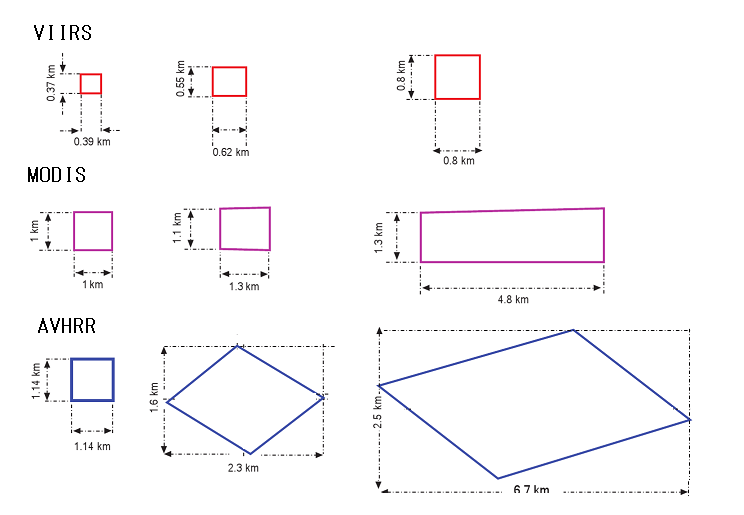 VIIRS
0.37 km
0.39 km
0.55 km
0.62 km
0.8 km
0.8 km
MODIS
1 km
1 km
1.1 km
1.3 km
1.3 km
4.8 km
AVHRR
1.14 km
1.14 km
1.6 km
2.3 km
2.5 km
6.7 km